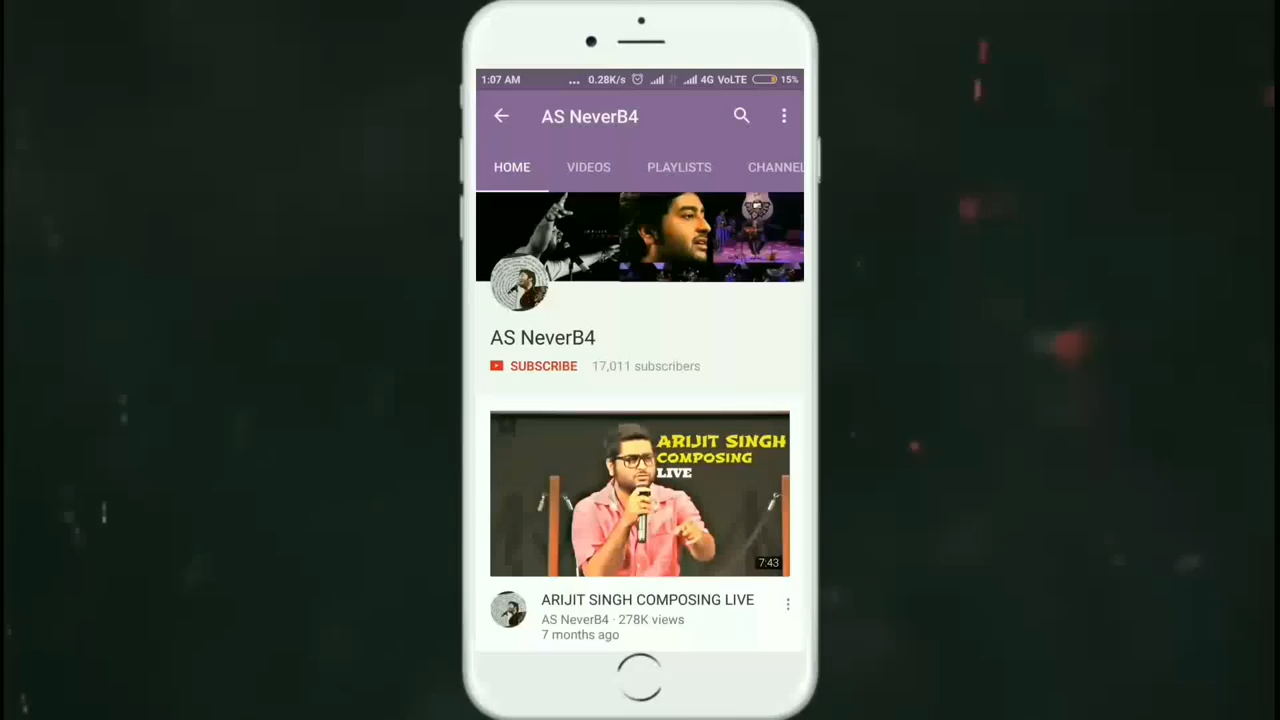 1:07 AM ... 0.28K/s 4G VoLTE 15%
AS NeverB4
HOME VIDEOS PLAYLISTS CHANNEL
AS NeverB4
SUBSCRIBE 17,011 subscribers
ARIJIT SINGH
COMPOSING
LIVE
7:43
ARIJIT SINGH COMPOSING LIVE
AS NeverB4 · 278K views
7 months ago